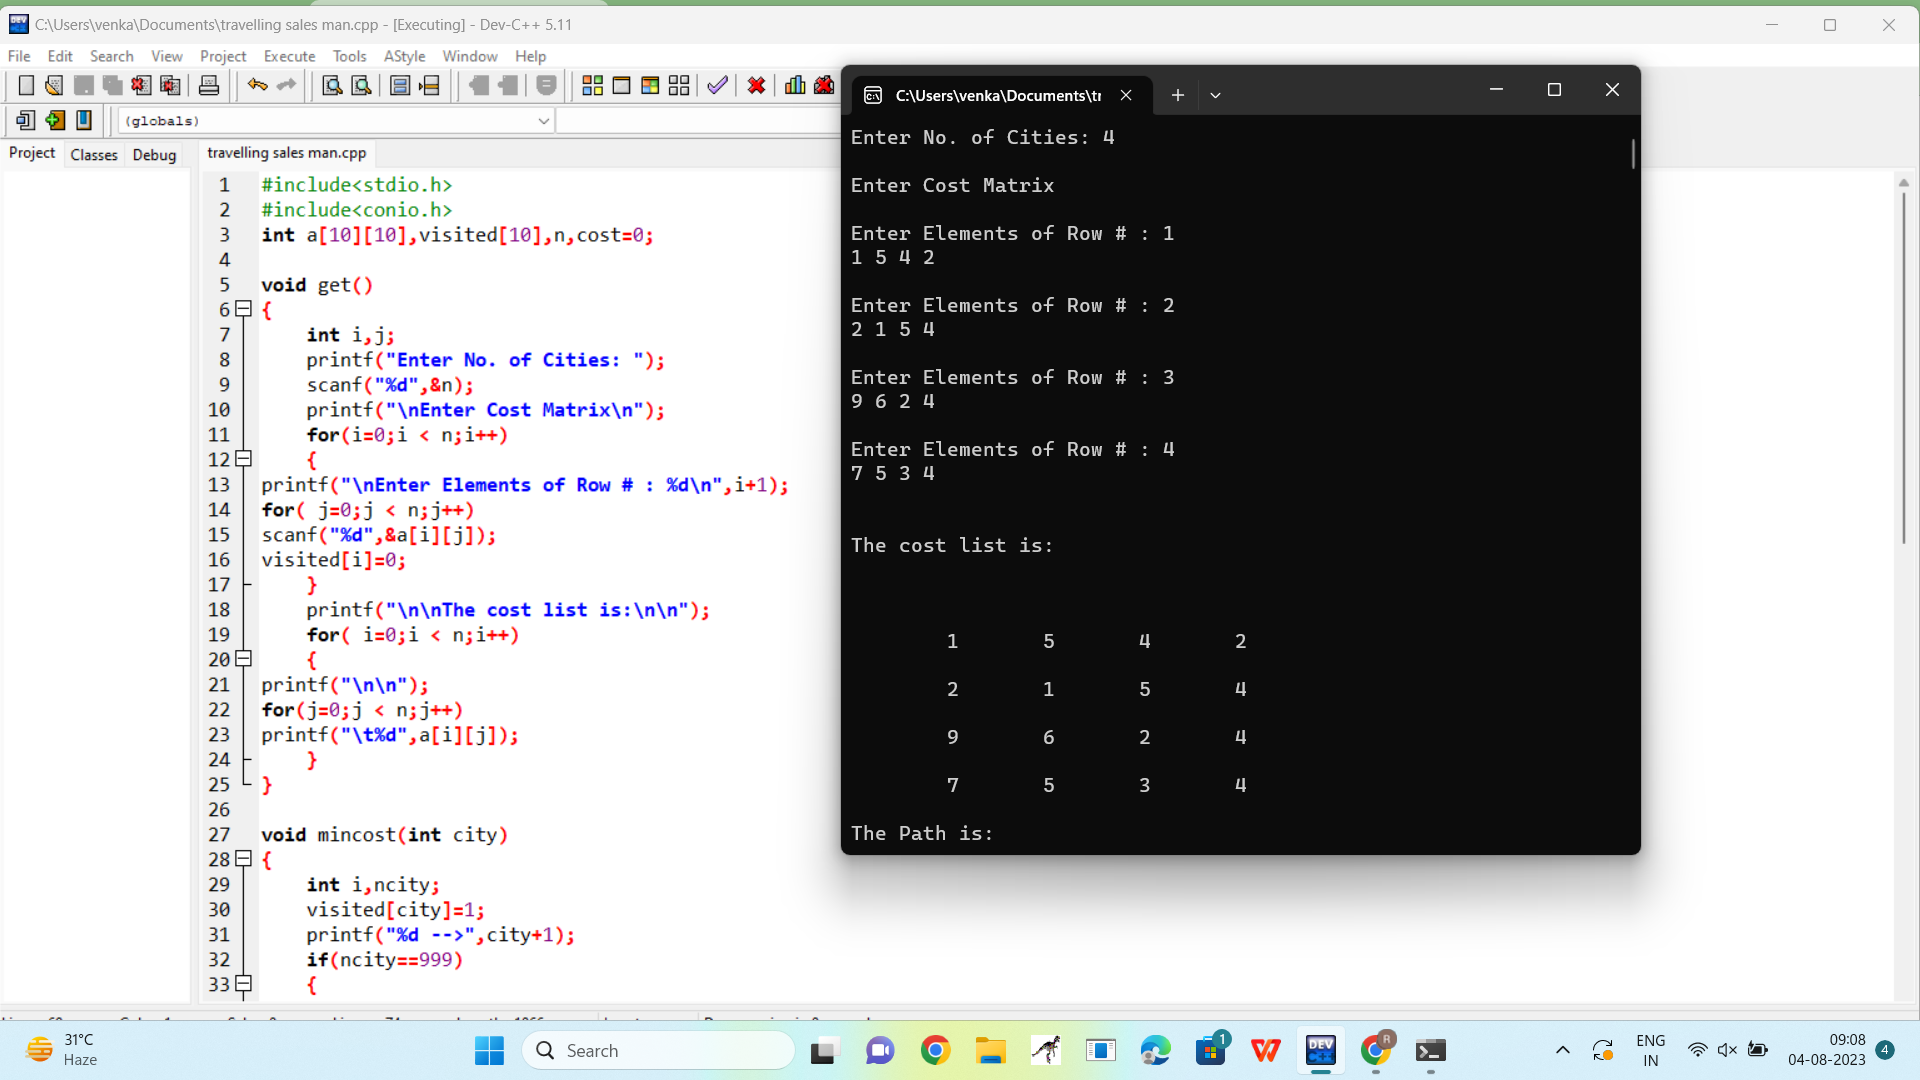 C:\Users\venka\Documents\travelling sales man.cpp - [Executing] - Dev-C++ 5.11
File Edit Search View Project Execute Tools AStyle Window Help
(globals)
Project Classes Debug
travelling sales man.cpp
1 #include<stdio.h>
2 #include<conio.h>
3 int a[10][10],visited[10],n,cost=0;
4
5 void get()
6 {
7 int i,j;
8 printf("Enter No. of Cities: ");
9 scanf("%d",&n);
10 printf("\nEnter Cost Matrix\n");
11 for(i=0;i < n;i++)
12 {
13 printf("\nEnter Elements of Row # : %d\n",i+1);
14 for( j=0;j < n;j++)
15 scanf("%d",&a[i][j]);
16 visited[i]=0;
17 }
18 printf("\n\nThe cost list is:\n\n");
19 for( i=0;i < n;i++)
20 {
21 printf("\n\n");
22 for(j=0;j < n;j++)
23 printf("\t%d",a[i][j]);
24 }
25 }
26
27 void mincost(int city)
28 {
29 int i,ncity;
30 visited[city]=1;
31 printf("%d -->",city+1);
32 if(ncity==999)
33 {
C:\Users\venka\Documents\tr
Enter No. of Cities: 4
Enter Cost Matrix
Enter Elements of Row # : 1
1 5 4 2
Enter Elements of Row # : 2
2 1 5 4
Enter Elements of Row # : 3
9 6 2 4
Enter Elements of Row # : 4
7 5 3 4
The cost list is:
1 5 4 2
2 1 5 4
9 6 2 4
7 5 3 4
The Path is:
31°C
Haze
Search
1
DEV
R
ENG
IN
09:08
04-08-2023
4